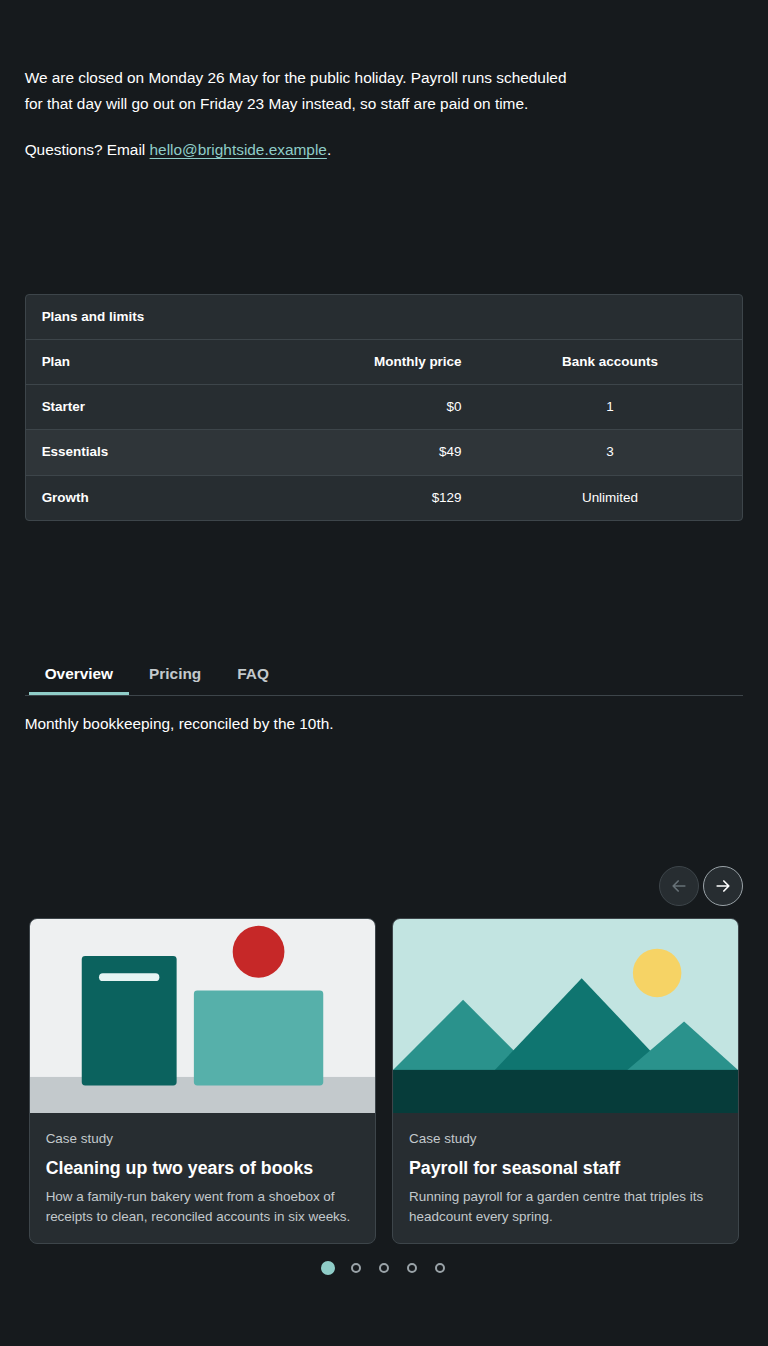 We are closed on Monday 26 May for the public holiday. Payroll runs scheduled
for that day will go out on Friday 23 May instead, so staff are paid on time.
Questions? Email hello@brightside.example.
Plans and limits
Plan Monthly price Bank accounts
Starter $0 1
Essentials $49 3
Growth $129 Unlimited
Overview Pricing FAQ
Monthly bookkeeping, reconciled by the 10th.
Case study
Cleaning up two years of books
How a family-run bakery went from a shoebox of
receipts to clean, reconciled accounts in six weeks.
Case study
Payroll for seasonal staff
Running payroll for a garden centre that triples its
headcount every spring.